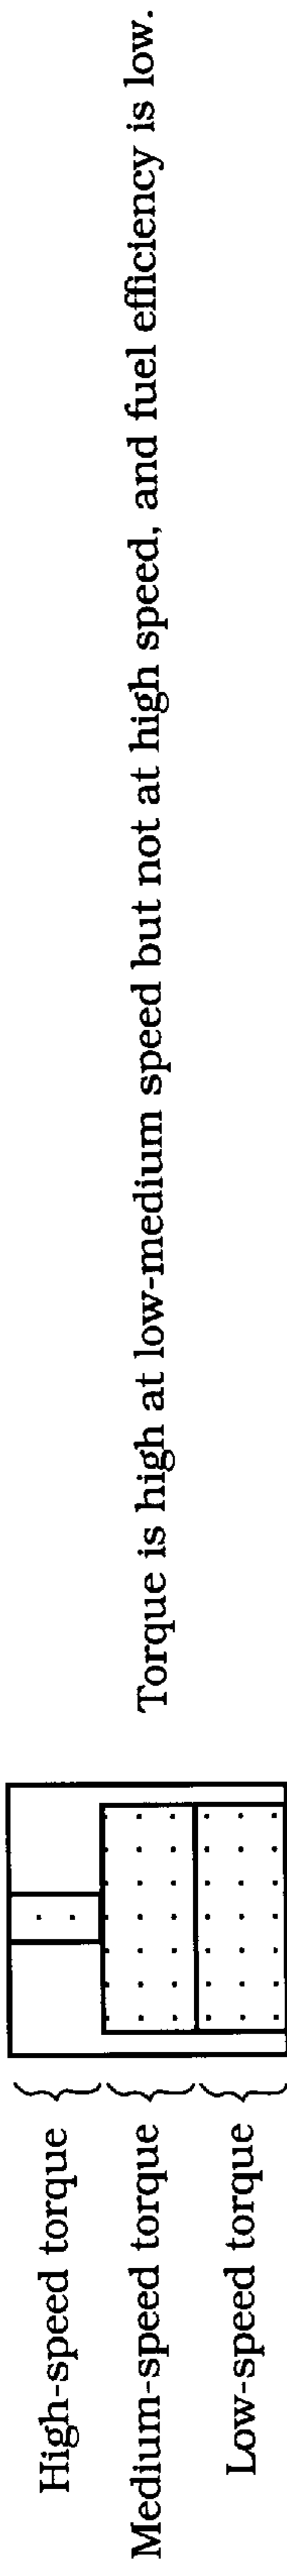 High-speed torque
Medium-speed torque
Low-speed torque
Torque is high at low-medium speed but not at high speed, and fuel efficiency is low.